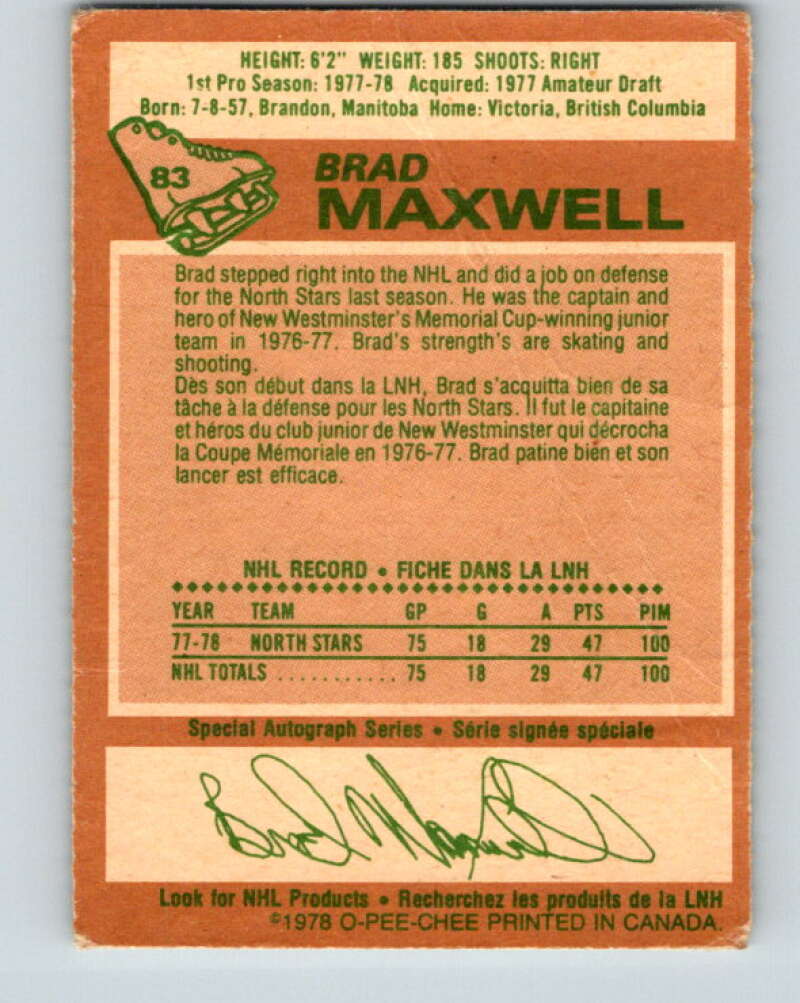 HEIGHT: 6'2" WEIGHT: 185 SHOOTS: RIGHT
1st Pro Season: 1977-78 Acquired: 1977 Amateur Draft
Born: 7-8-57, Brandon, Manitoba Home: Victoria, British Columbia
83
BRAD
MAXWELL
Brad stepped right into the NHL and did a job on defense
for the North Stars last season. He was the captain and
hero of New Westminster's Memorial Cup-winning junior
team in 1976-77. Brad's strength's are skating and
shooting.
Dès son début dans la LNH, Brad s'acquitta bien de sa
tâche à la défense pour les North Stars. Il fut le capitaine
et héros du club junior de New Westminster qui décrocha
la Coupe Mémoriale en 1976-77. Brad patine bien et son
lancer est efficace.
NHL RECORD • FICHE DANS LA LNH
YEAR TEAM GP G A PTS PIM
77-78 NORTH STARS 75 18 29 47 100
NHL TOTALS ........... 75 18 29 47 100
Special Autograph Series • Série signée spéciale
Brad Maxwell
Look for NHL Products • Recherchez les produits de la LNH
©1978 O-PEE-CHEE PRINTED IN CANADA.